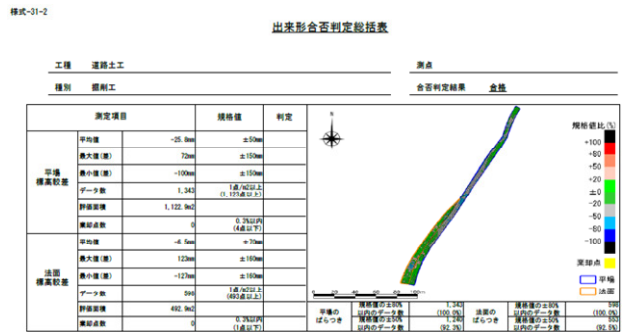 様式-31-2
出来形合否判定総括表
工種 道路土工
測点
種別 掘削工
合否判定結果 合格
測定項目 規格値 判定
平場 標高較差
平均値 -25.8mm ±50mm
最大値(差) 72mm ±150mm
最小値(差) -100mm ±150mm
データ数 1,343 1点/m2以上 (1,123点以上)
評価面積 1,122.9m2
棄却点数 0 0.3%以内 (4点以下)
法面 標高較差
平均値 -4.5mm ±70mm
最大値(差) 123mm ±160mm
最小値(差) -127mm ±160mm
データ数 598 1点/m2以上 (493点以上)
評価面積 492.9m2
棄却点数 0 0.3%以内 (1点以下)
N
規格値比(%)
+100
+80
+50
+20
±0
-20
-50
-80
-100
棄却点
平場
法面
平場の ばらつき
規格値の±80% 以内のデータ数 1,343 (100.0%)
規格値の±50% 以内のデータ数 1,240 (92.3%)
法面の ばらつき
規格値の±80% 以内のデータ数 598 (100.0%)
規格値の±50% 以内のデータ数 553 (92.5%)